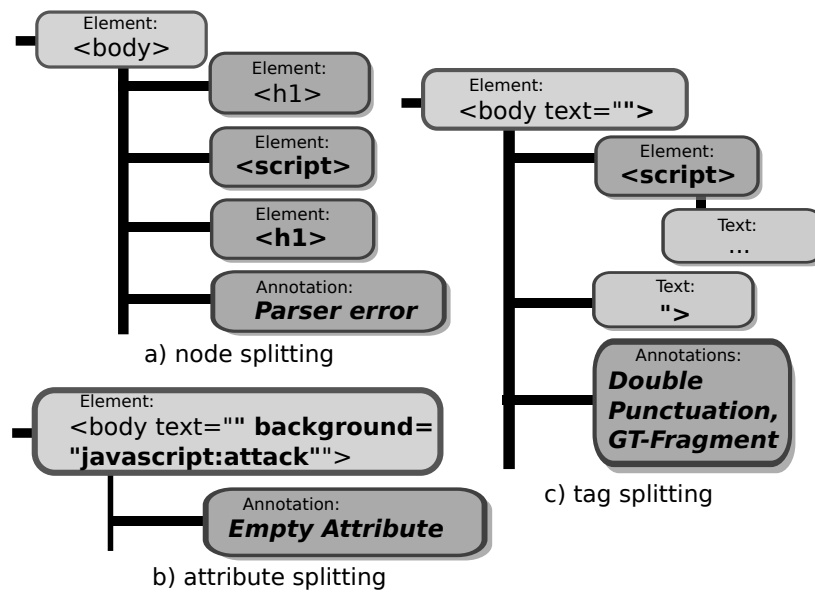 Element:
<body>
Element:
<h1>
Element:
<script>
Element:
<h1>
Annotation:
Parser error
a) node splitting
Element:
<body text="" background=
"javascript:attack"">
Annotation:
Empty Attribute
b) attribute splitting
Element:
<body text="">
Element:
<script>
Text:
...
Text:
">
Annotations:
Double
Punctuation,
GT-Fragment
c) tag splitting